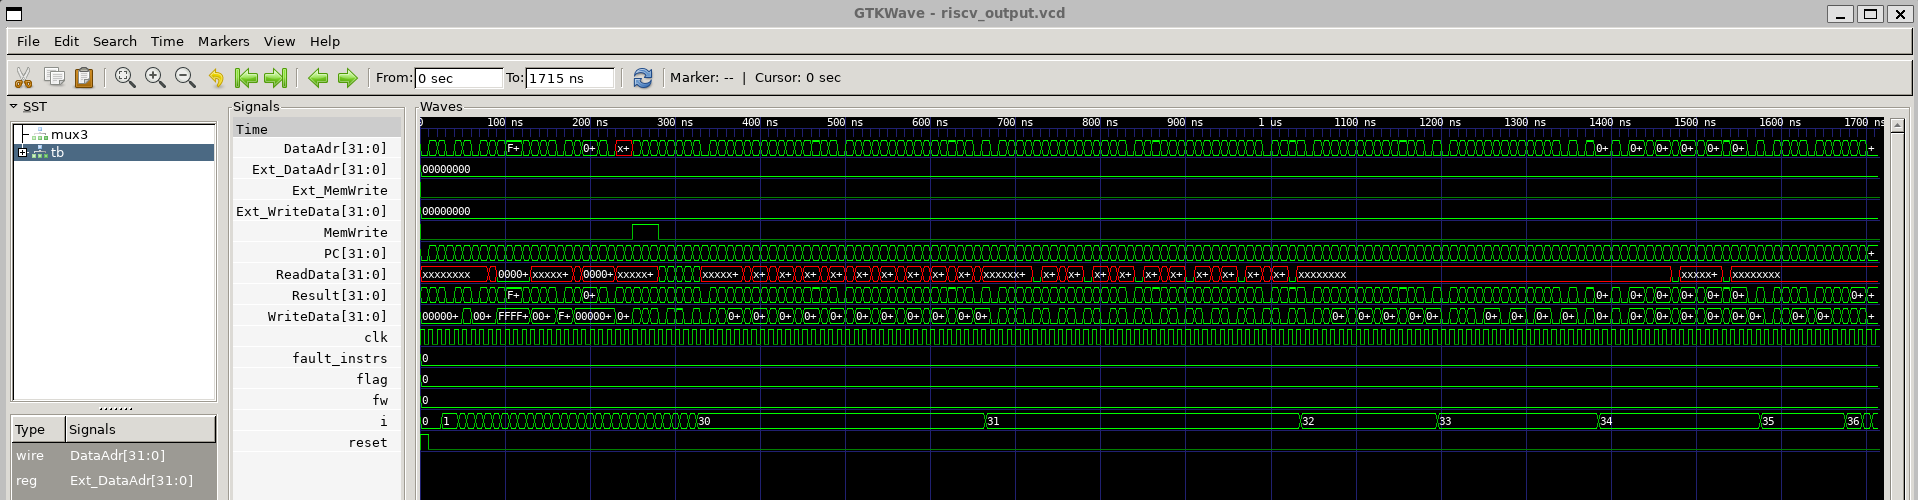 GTKWave - riscv_output.vcd
File Edit Search Time Markers View Help
From: 0 sec To: 1715 ns Marker: -- | Cursor: 0 sec
SST
mux3
tb
Type Signals
wire DataAdr[31:0]
reg Ext_DataAdr[31:0]
Signals
Time
DataAdr[31:0]
Ext_DataAdr[31:0]
Ext_MemWrite
Ext_WriteData[31:0]
MemWrite
PC[31:0]
ReadData[31:0]
Result[31:0]
WriteData[31:0]
clk
fault_instrs
flag
fw
i
reset
Waves
0 100 ns 200 ns 300 ns 400 ns 500 ns 600 ns 700 ns 800 ns 900 ns 1 us 1100 ns 1200 ns 1300 ns 1400 ns 1500 ns 1600 ns 1700 ns
F+ 0+ x+ 0+ 0+ 0+ 0+ 0+ 0+ +
00000000
00000000
+
xxxxxxxx 0000+ xxxxx+ 0000+ xxxxx+ xxxxx+ x+ x+ x+ x+ x+ x+ x+ x+ x+ xxxxxx+ x+ x+ x+ x+ x+ x+ x+ x+ x+ x+ xxxxxxxx xxxxx+ xxxxxxxx
F+ 0+ 0+ 0+ 0+ 0+ 0+ 0+ 0+ +
00000+ 00+ FFFF+ 00+ F+ 00000+ 0+ 0+ 0+ 0+ 0+ 0+ 0+ 0+ 0+ 0+ 0+ 0+ 0+ 0+ 0+ 0+ 0+ 0+ 0+ 0+ 0+ 0+ 0+ 0+ 0+ 0+ 0+ 0+ +
0
0
0
0 1 30 31 32 33 34 35 36